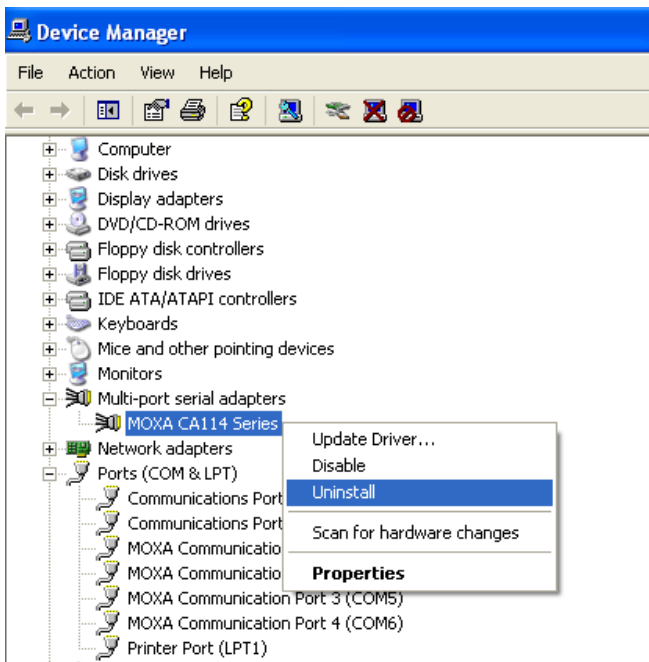 Device Manager
File Action View Help
Computer
Disk drives
Display adapters
DVD/CD-ROM drives
Floppy disk controllers
Floppy disk drives
IDE ATA/ATAPI controllers
Keyboards
Mice and other pointing devices
Monitors
Multi-port serial adapters
MOXA CA114 Series
Network adapters
Ports (COM & LPT)
Communications Port
Communications Port
MOXA Communicatio
MOXA Communicatio
MOXA Communication Port 3 (COM5)
MOXA Communication Port 4 (COM6)
Printer Port (LPT1)
Update Driver...
Disable
Uninstall
Scan for hardware changes
Properties